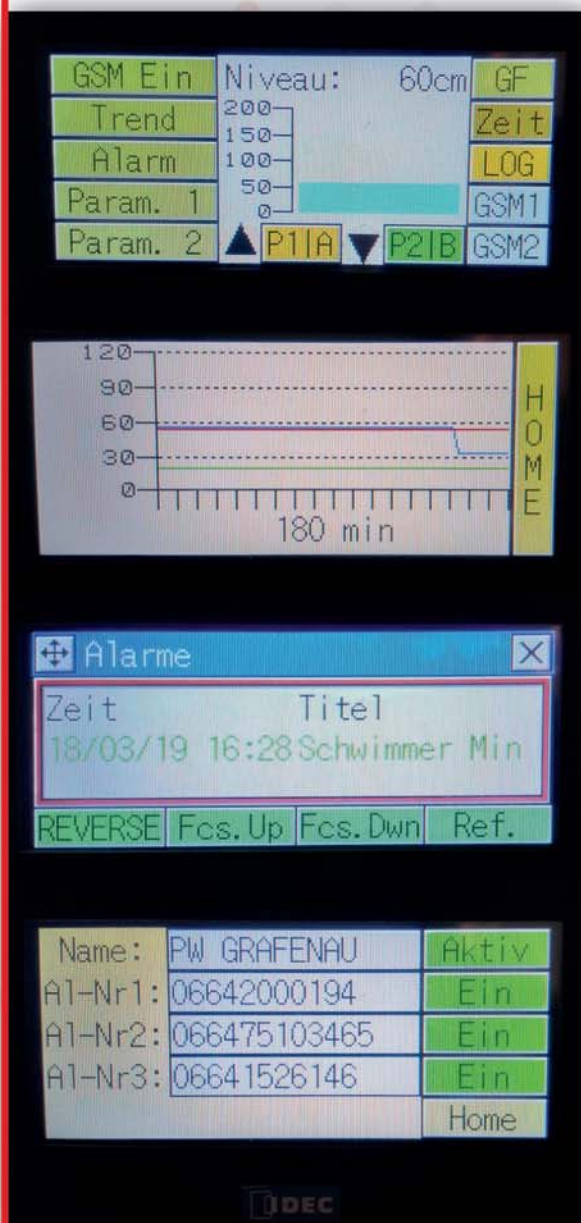 GSM Ein Niveau: 60cm GF
Trend 200 Zeit
150
Alarm 100 LOG
Param. 1 50 GSM1
0
Param. 2 P1|A P2|B GSM2
120
90
60
30
0
180 min
HOME
Alarme
Zeit Titel
18/03/19 16:28 Schwimmer Min
REVERSE Fcs.Up Fcs.Dwn Ref.
Name: PW GRAFENAU Aktiv
Al-Nr1: 06642000194 Ein
Al-Nr2: 066475103465 Ein
Al-Nr3: 06641526146 Ein
Home
IDEC